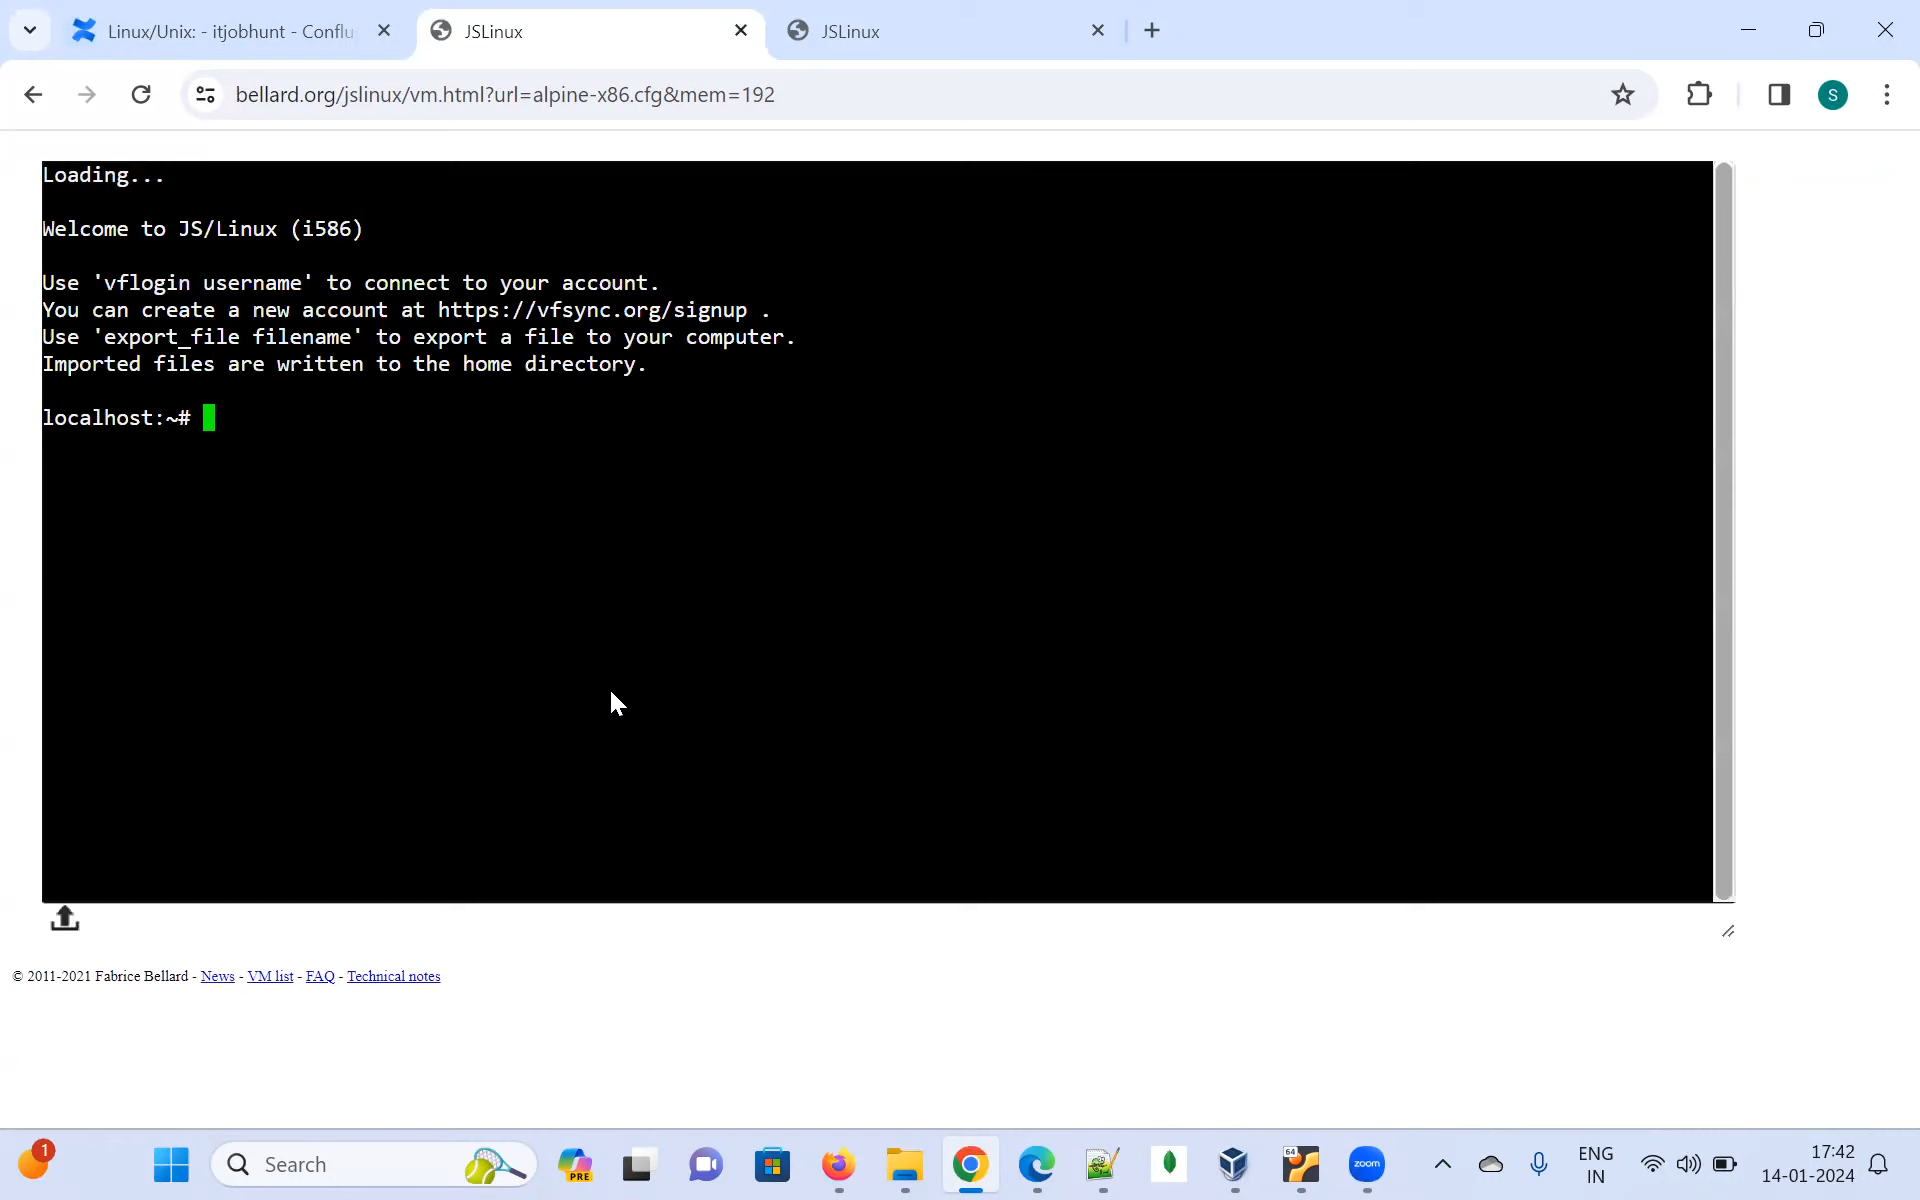 Linux/Unix: - itjobhunt - Conflu
JSLinux
JSLinux
bellard.org/jslinux/vm.html?url=alpine-x86.cfg&mem=192
S
Loading...
Welcome to JS/Linux (i586)
Use 'vflogin username' to connect to your account.
You can create a new account at https://vfsync.org/signup .
Use 'export_file filename' to export a file to your computer.
Imported files are written to the home directory.
localhost:~#
© 2011-2021 Fabrice Bellard - News - VM list - FAQ - Technical notes
1
Search
PRE
64
zoom
ENG
IN
17:42
14-01-2024